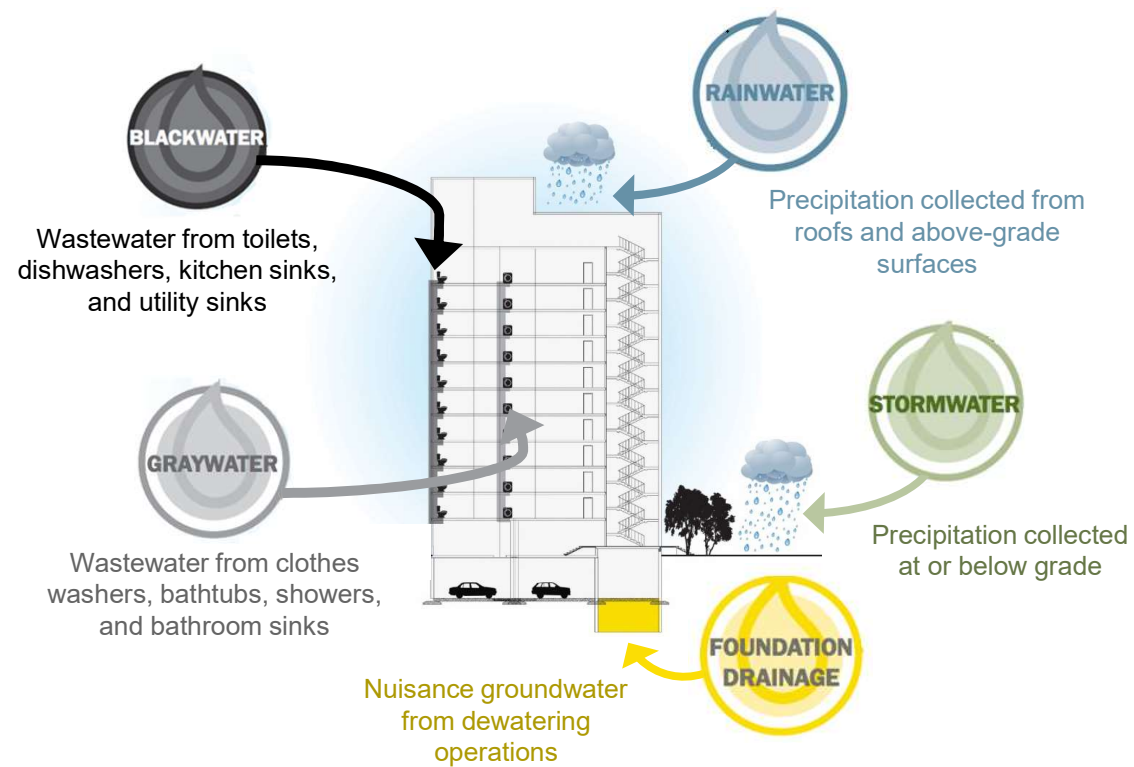 BLACKWATER
Wastewater from toilets,
dishwashers, kitchen sinks,
and utility sinks
RAINWATER
Precipitation collected from
roofs and above-grade
surfaces
GRAYWATER
Wastewater from clothes
washers, bathtubs, showers,
and bathroom sinks
STORMWATER
Precipitation collected
at or below grade
FOUNDATION
DRAINAGE
Nuisance groundwater
from dewatering
operations